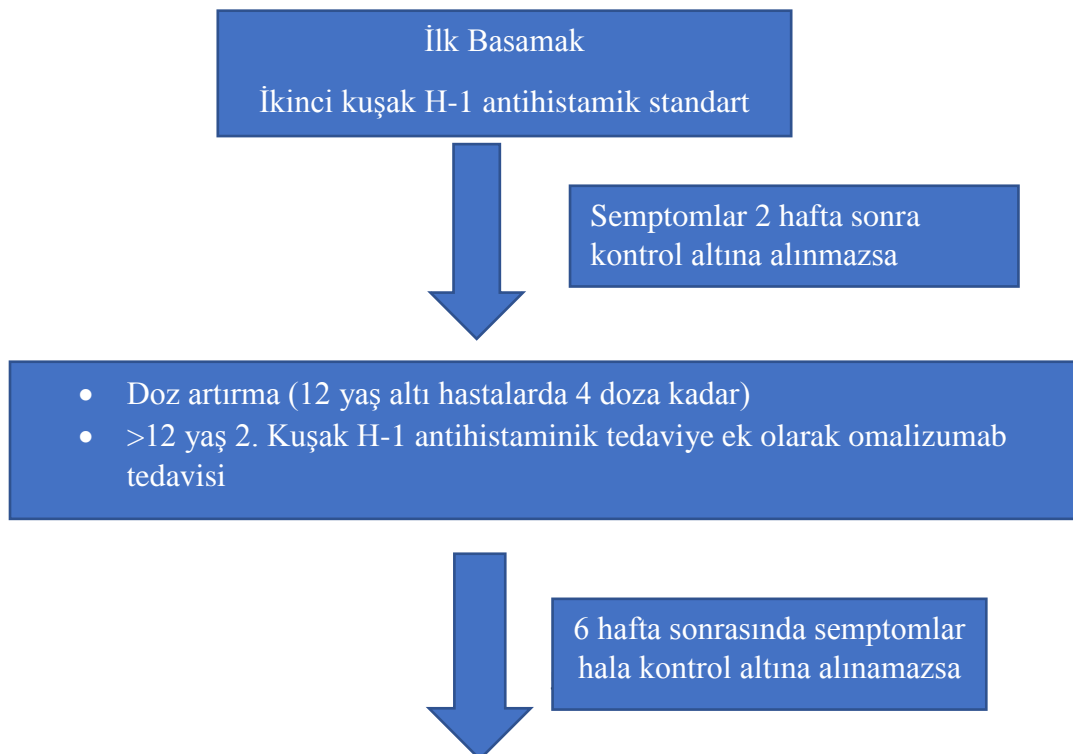 İlk Basamak
İkinci kuşak H-1 antihistamik standart
Semptomlar 2 hafta sonra
kontrol altına alınmazsa
• Doz artırma (12 yaş altı hastalarda 4 doza kadar)
• >12 yaş 2. Kuşak H-1 antihistaminik tedaviye ek olarak omalizumab
tedavisi
6 hafta sonrasında semptomlar
hala kontrol altına alınamazsa